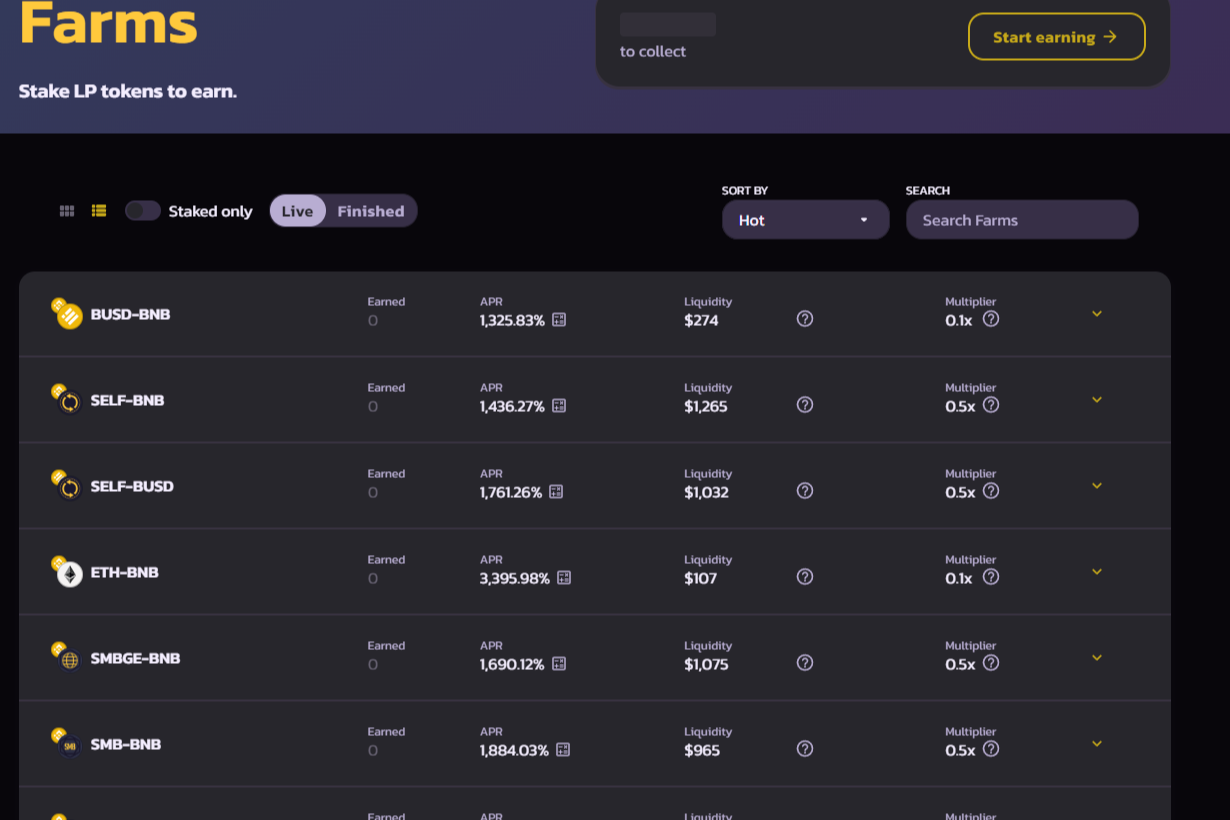 Farms
to collect
Start earning →
Stake LP tokens to earn.
SORT BY
SEARCH
Staked only
Live
Finished
Hot
Search Farms
BUSD-BNB
Earned
0
APR
1,325.83%
Liquidity
$274
Multiplier
0.1x
SELF-BNB
Earned
0
APR
1,436.27%
Liquidity
$1,265
Multiplier
0.5x
SELF-BUSD
Earned
0
APR
1,761.26%
Liquidity
$1,032
Multiplier
0.5x
ETH-BNB
Earned
0
APR
3,395.98%
Liquidity
$107
Multiplier
0.1x
SMBGE-BNB
Earned
0
APR
1,690.12%
Liquidity
$1,075
Multiplier
0.5x
SMB
SMB-BNB
Earned
0
APR
1,884.03%
Liquidity
$965
Multiplier
0.5x
Earned
APR
Liquidity
Multiplier